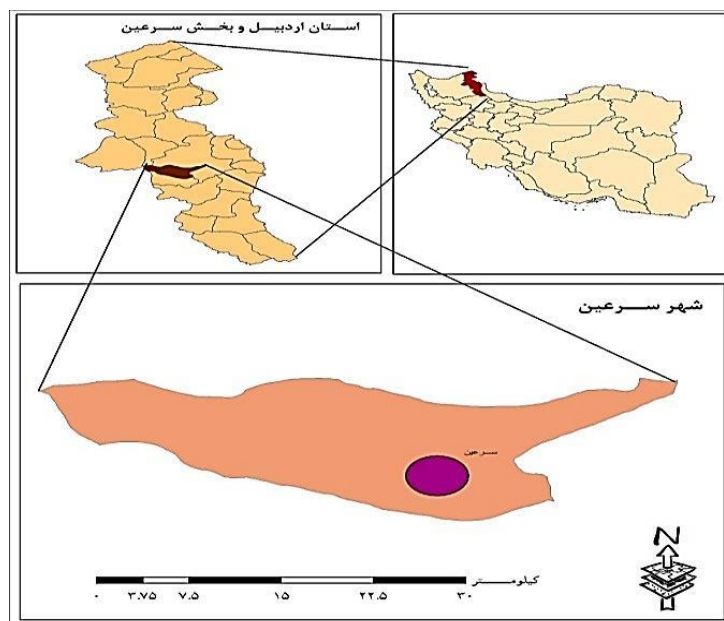 استان اردبیل و بخش سرعین
شهر سرعین
سرعین
N
کیلومتر
۰ ۳.۷۵ ۷.۵ ۱۵ ۲۲.۵ ۳۰